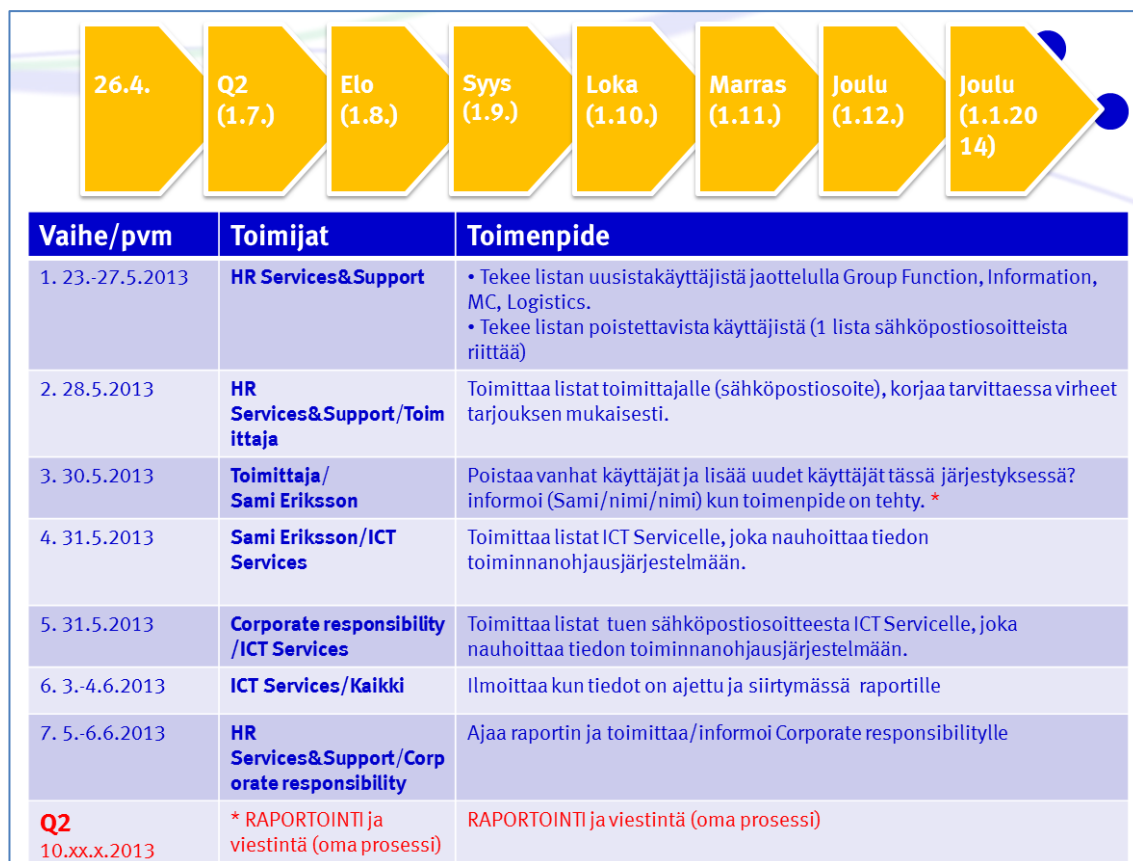 26.4.
Q2
(1.7.)
Elo
(1.8.)
Syys
(1.9.)
Loka
(1.10.)
Marras
(1.11.)
Joulu
(1.12.)
Joulu
(1.1.20
14)
Vaihe/pvm Toimijat Toimenpide
1. 23.-27.5.2013 HR Services&Support • Tekee listan uusistakäyttäjistä jaottelulla Group Function, Information,
MC, Logistics.
• Tekee listan poistettavista käyttäjistä (1 lista sähköpostiosoitteista
riittää)
2. 28.5.2013 HR
Services&Support/Toim
ittaja
Toimittaa listat toimittajalle (sähköpostiosoite), korjaa tarvittaessa virheet
tarjouksen mukaisesti.
3. 30.5.2013 Toimittaja/
Sami Eriksson
Poistaa vanhat käyttäjät ja lisää uudet käyttäjät tässä järjestyksessä?
informoi (Sami/nimi/nimi) kun toimenpide on tehty. *
4. 31.5.2013 Sami Eriksson/ICT
Services
Toimittaa listat ICT Servicelle, joka nauhoittaa tiedon
toiminnanohjausjärjestelmään.
5. 31.5.2013 Corporate responsibility
/ICT Services
Toimittaa listat tuen sähköpostiosoitteesta ICT Servicelle, joka
nauhoittaa tiedon toiminnanohjausjärjestelmään.
6. 3.-4.6.2013 ICT Services/Kaikki Ilmoittaa kun tiedot on ajettu ja siirtymässä raportille
7. 5.-6.6.2013 HR
Services&Support/Corp
orate responsibility
Ajaa raportin ja toimittaa/informoi Corporate responsibilitylle
Q2
10.xx.x.2013
* RAPORTOINTI ja
viestintä (oma prosessi)
RAPORTOINTI ja viestintä (oma prosessi)